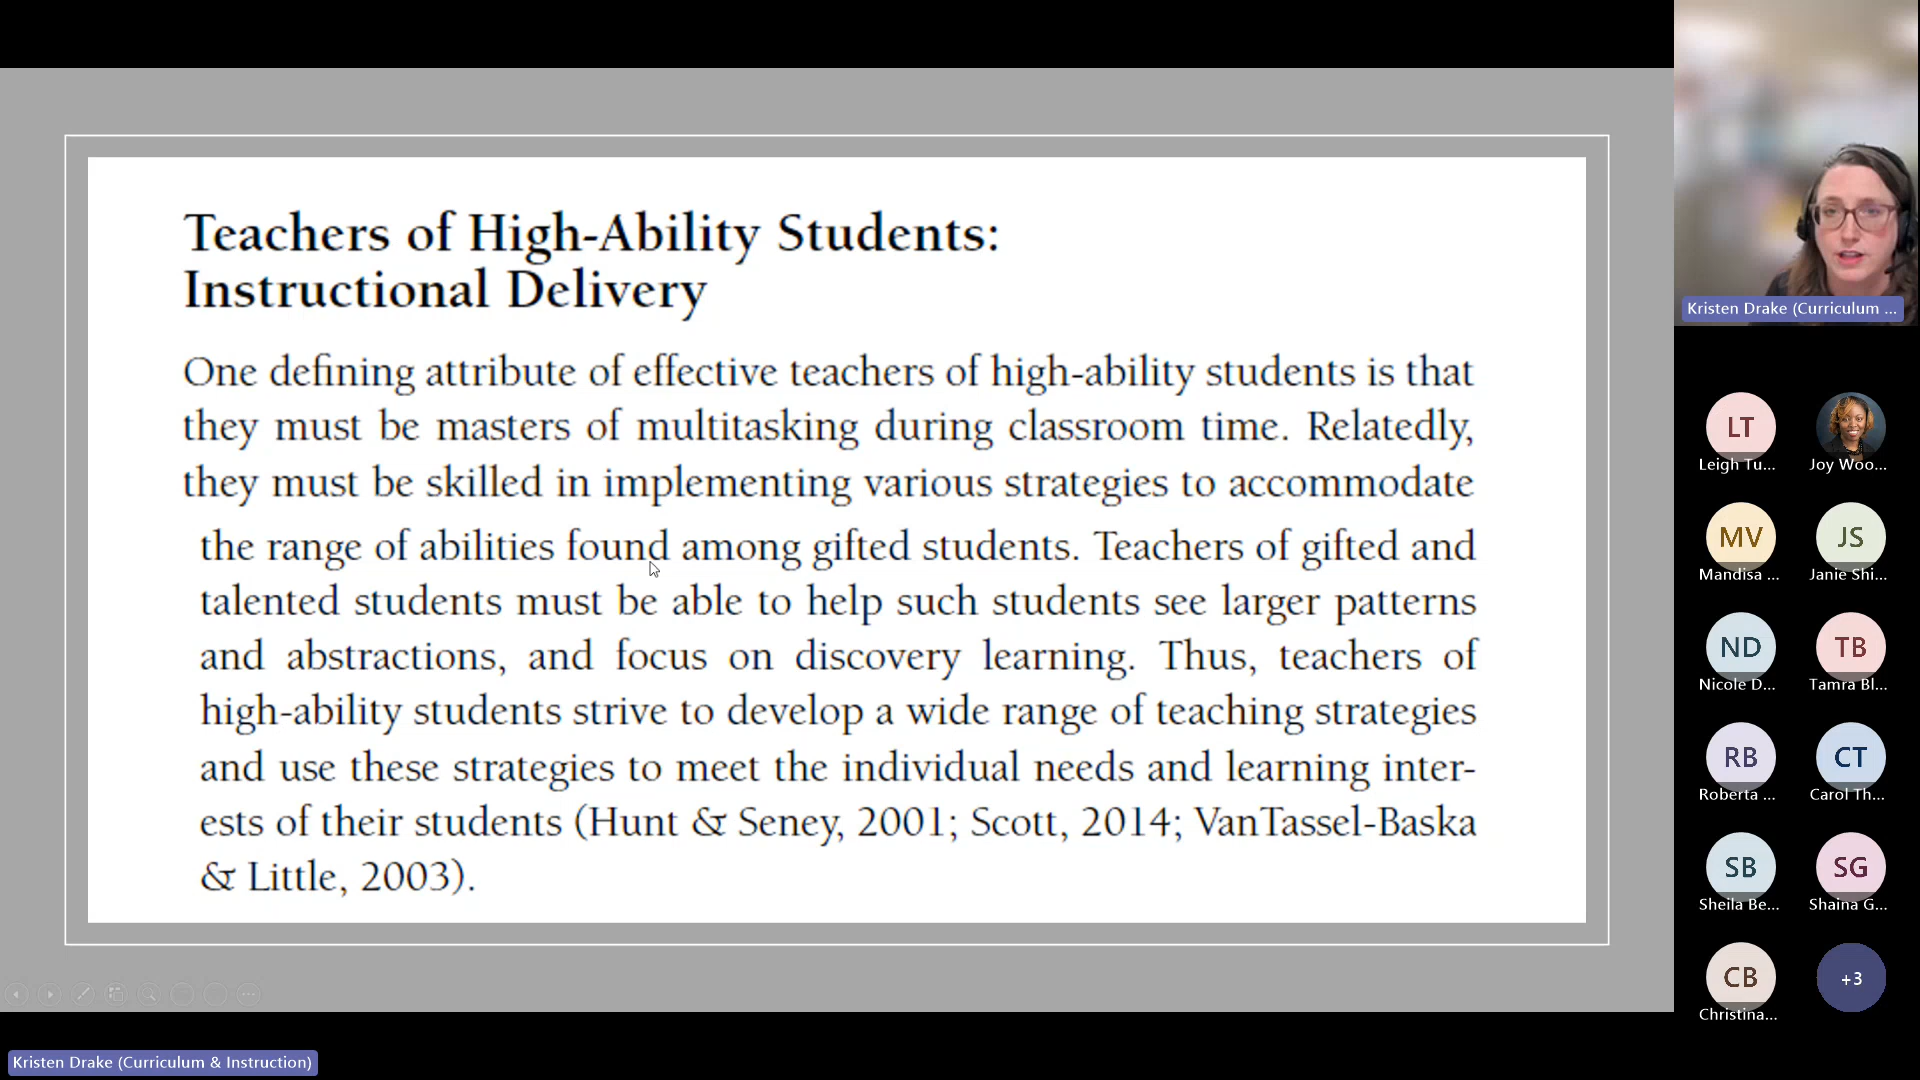 Teachers of High-Ability Students:
Instructional Delivery
One defining attribute of effective teachers of high-ability students is that
they must be masters of multitasking during classroom time. Relatedly,
they must be skilled in implementing various strategies to accommodate
the range of abilities found among gifted students. Teachers of gifted and
talented students must be able to help such students see larger patterns
and abstractions, and focus on discovery learning. Thus, teachers of
high-ability students strive to develop a wide range of teaching strategies
and use these strategies to meet the individual needs and learning inter-
ests of their students (Hunt & Seney, 2001; Scott, 2014; VanTassel-Baska
& Little, 2003).
Kristen Drake (Curriculum & Instruction)
Kristen Drake (Curriculum ...
LT
Leigh Tu...
Joy Woo...
MV
Mandisa ...
JS
Janie Shi...
ND
Nicole D...
TB
Tamra Bl...
RB
Roberta ...
CT
Carol Th...
SB
Sheila Be...
SG
Shaina G...
CB
Christina...
+3